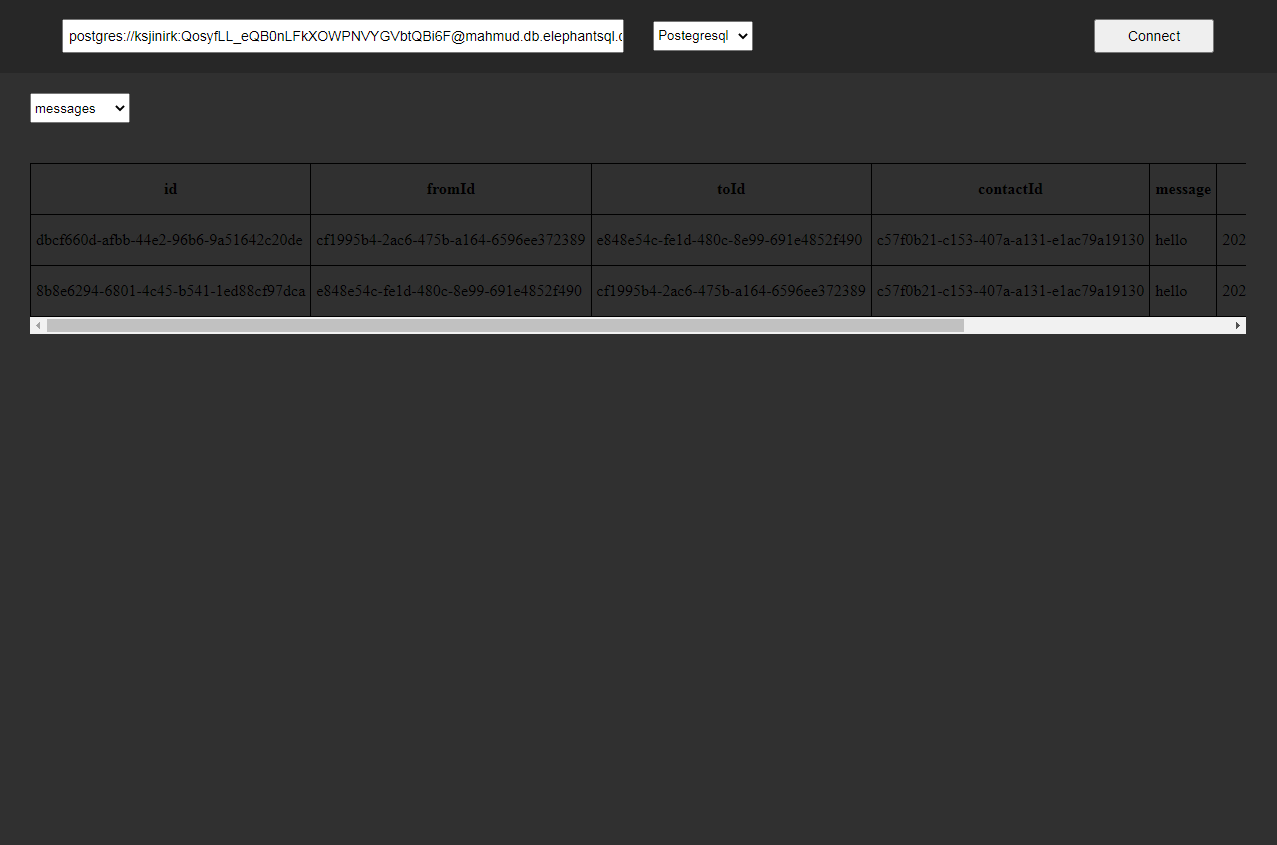 postgres://ksjinirk:QosyfLL_eQB0nLFkXOWPNVYGVbtQBi6F@mahmud.db.elephantsql.c Postegresql Connect
messages
id fromId toId contactId message
dbcf660d-afbb-44e2-96b6-9a51642c20de cf1995b4-2ac6-475b-a164-6596ee372389 e848e54c-fe1d-480c-8e99-691e4852f490 c57f0b21-c153-407a-a131-e1ac79a19130 hello 202
8b8e6294-6801-4c45-b541-1ed88cf97dca e848e54c-fe1d-480c-8e99-691e4852f490 cf1995b4-2ac6-475b-a164-6596ee372389 c57f0b21-c153-407a-a131-e1ac79a19130 hello 202